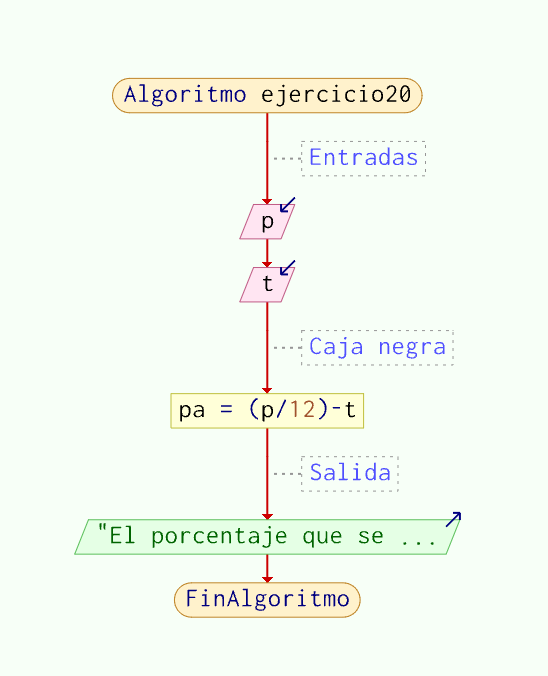 Algoritmo ejercicio20
Entradas
p
t
Caja negra
pa = (p/12)-t
Salida
"El porcentaje que se ...
FinAlgoritmo